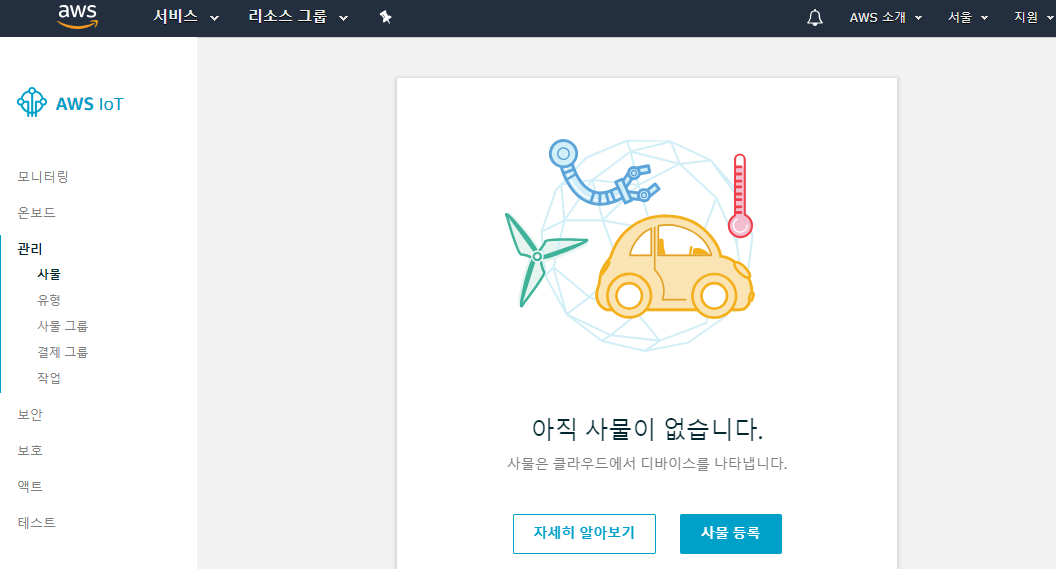 aws 서비스 리소스 그룹 AWS 소개 서울 지원
AWS IoT
모니터링
온보드
관리
사물
유형
사물 그룹
결제 그룹
작업
보안
보호
액트
테스트
아직 사물이 없습니다.
사물은 클라우드에서 디바이스를 나타냅니다.
자세히 알아보기 사물 등록